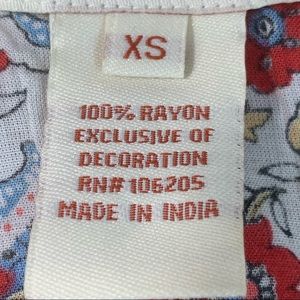 XS
100% RAYON
EXCLUSIVE OF
DECORATION
RN#106205
MADE IN INDIA